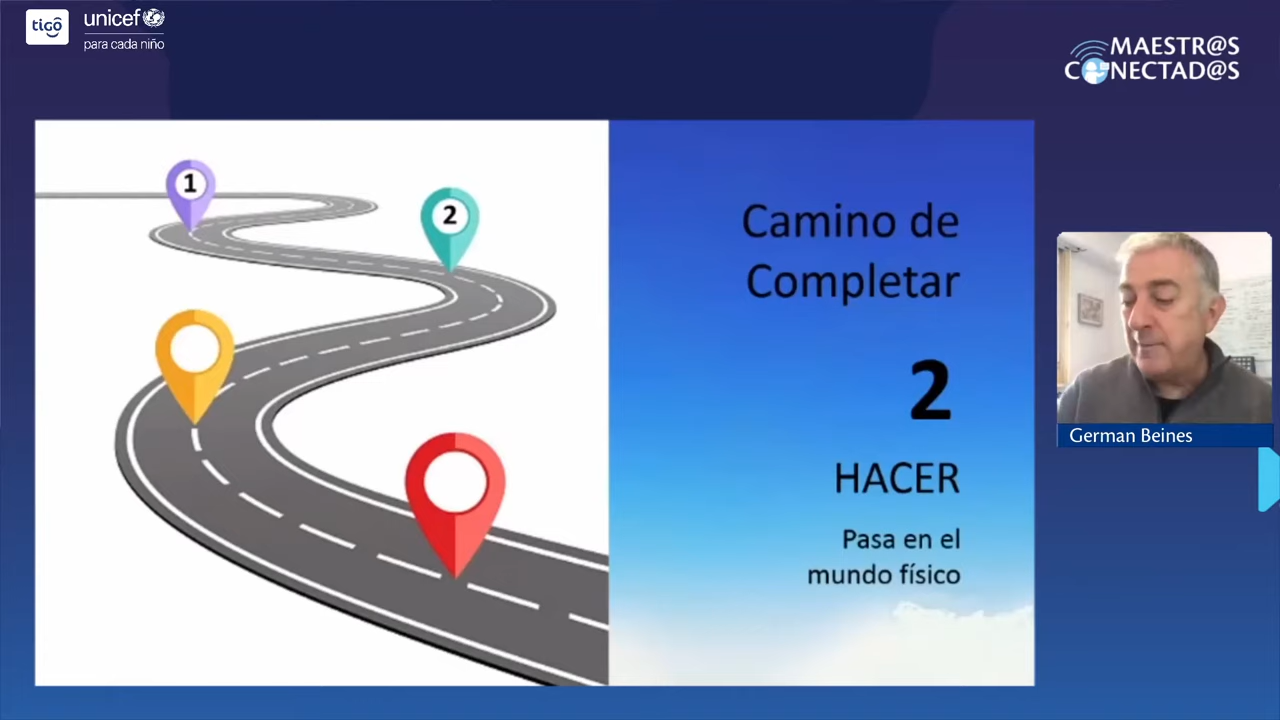 tigo
unicef
para cada niño
MAESTR@S
CONECTAD@S
1
2
Camino de
Completar
2
HACER
Pasa en el
mundo físico
German Beines